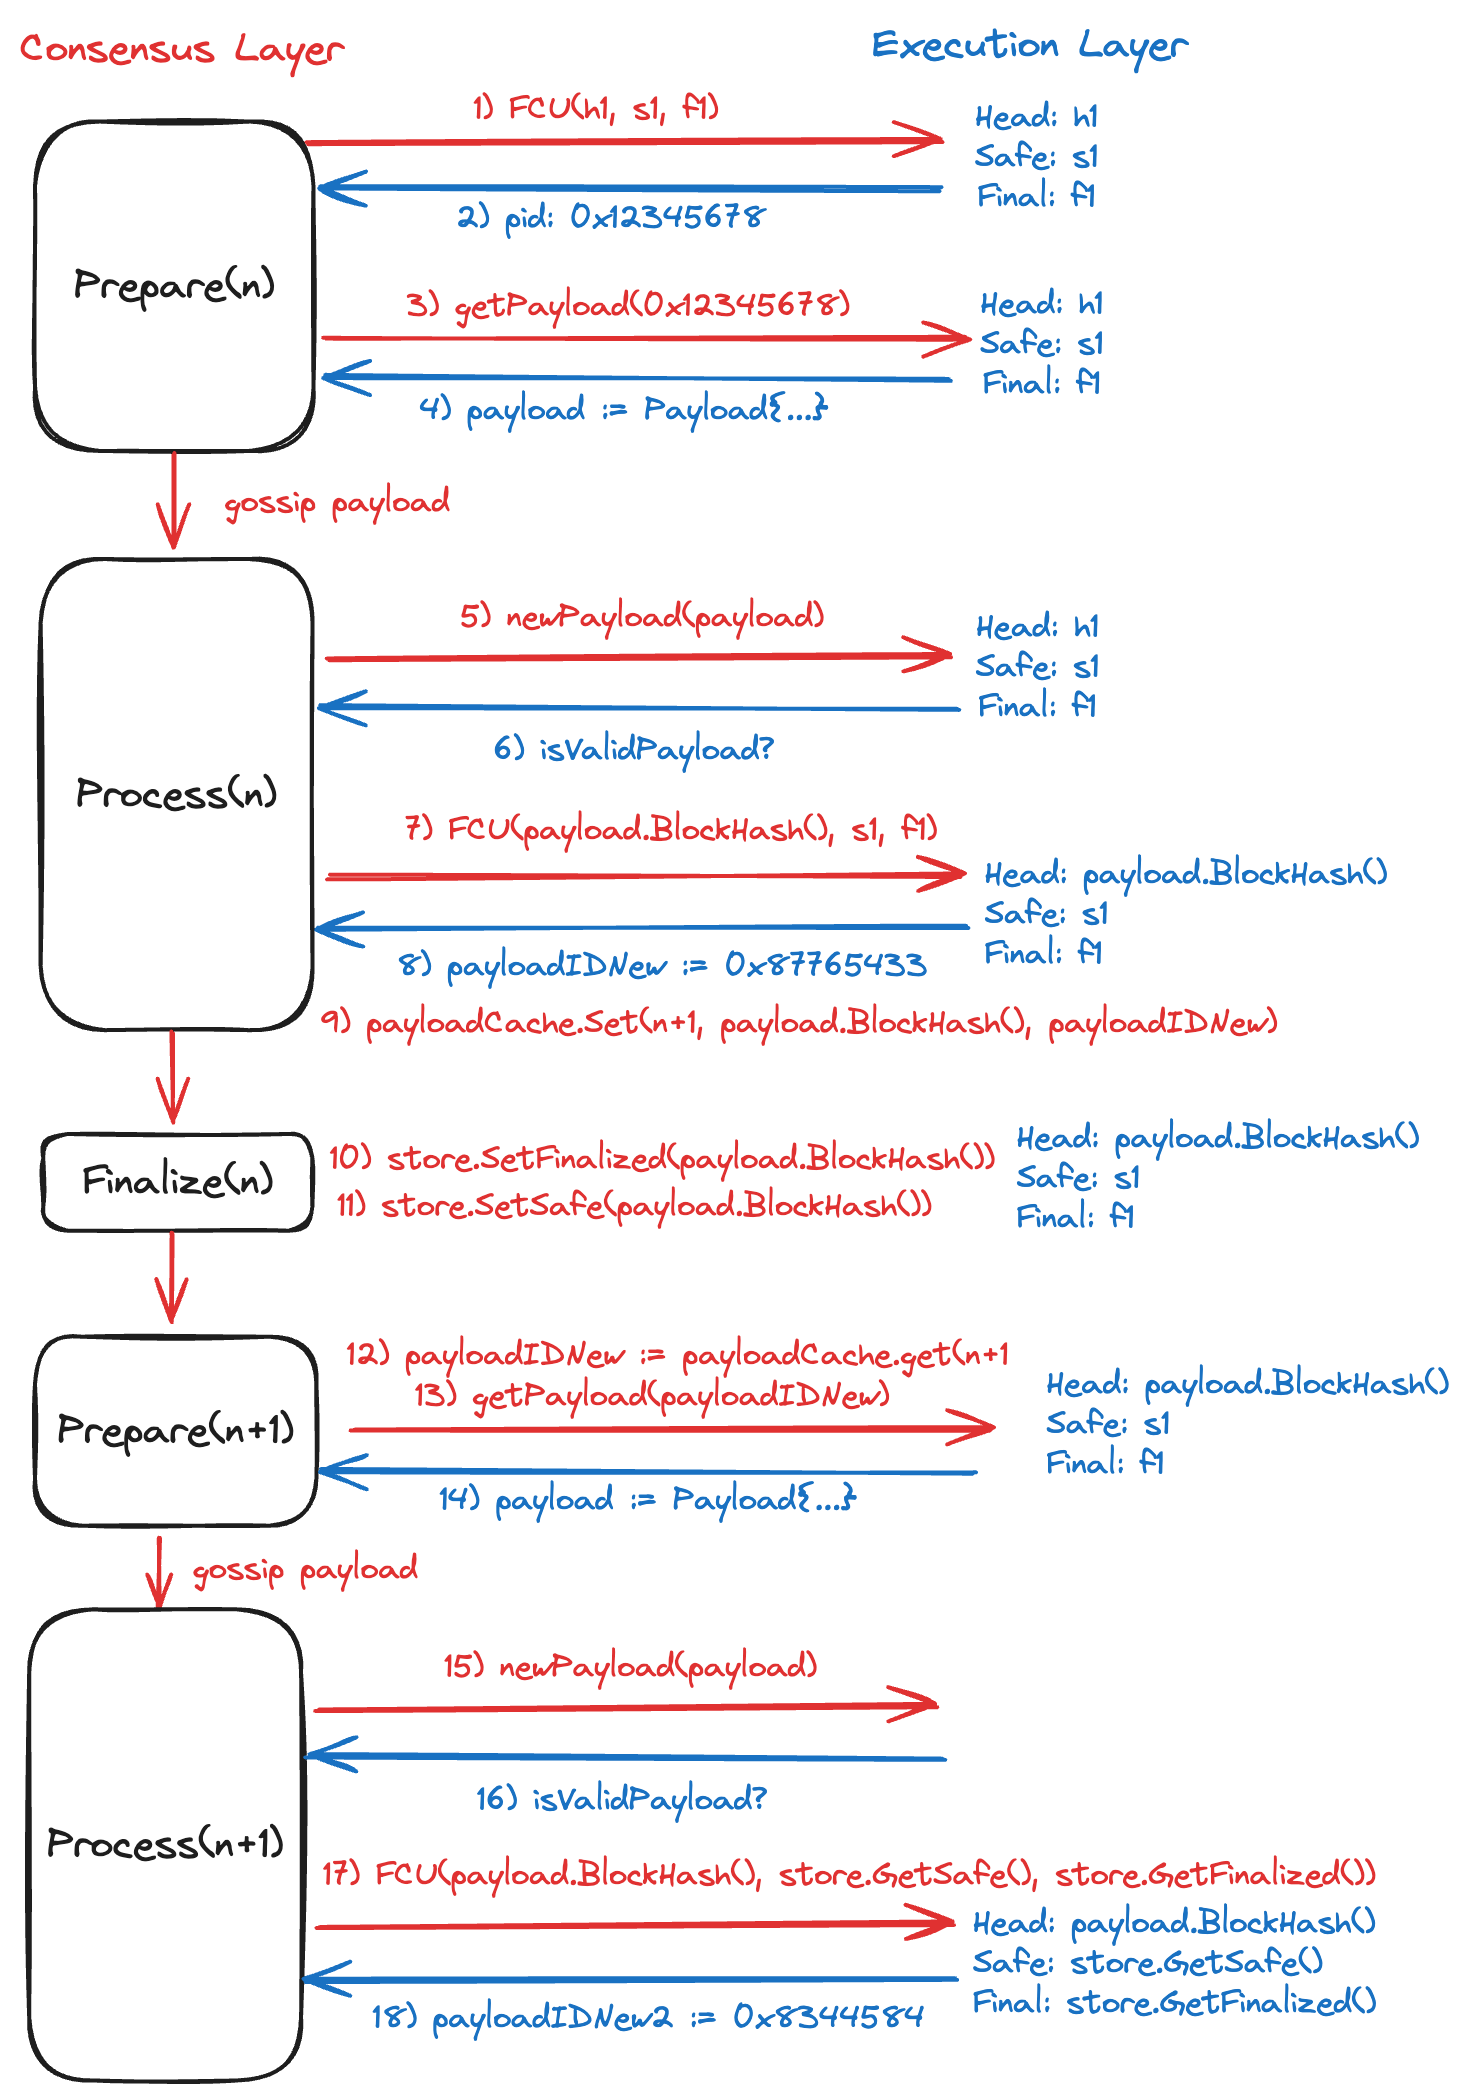 Consensus Layer
Execution Layer
1) FCU(h1, s1, f1)
Head: h1
Safe: s1
Final: f1
2) pid: 0x12345678
Prepare(n)
3) getPayload(0x12345678)
Head: h1
Safe: s1
Final: f1
4) payload := Payload{...}
gossip payload
5) newPayload(payload)
Head: h1
Safe: s1
Final: f1
6) isValidPayload?
Process(n)
7) FCU(payload.BlockHash(), s1, f1)
Head: payload.BlockHash()
Safe: s1
Final: f1
8) payloadIDNew := 0x87765433
9) payloadCache.Set(n+1, payload.BlockHash(), payloadIDNew)
Finalize(n)
10) store.SetFinalized(payload.BlockHash())
11) store.SetSafe(payload.BlockHash())
Head: payload.BlockHash()
Safe: s1
Final: f1
Prepare(n+1)
12) payloadIDNew := payloadCache.get(n+1
13) getPayload(payloadIDNew)
Head: payload.BlockHash()
Safe: s1
Final: f1
14) payload := Payload{...}
gossip payload
15) newPayload(payload)
16) isValidPayload?
Process(n+1)
17) FCU(payload.BlockHash(), store.GetSafe(), store.GetFinalized())
Head: payload.BlockHash()
Safe: store.GetSafe()
Final: store.GetFinalized()
18) payloadIDNew2 := 0x8344584